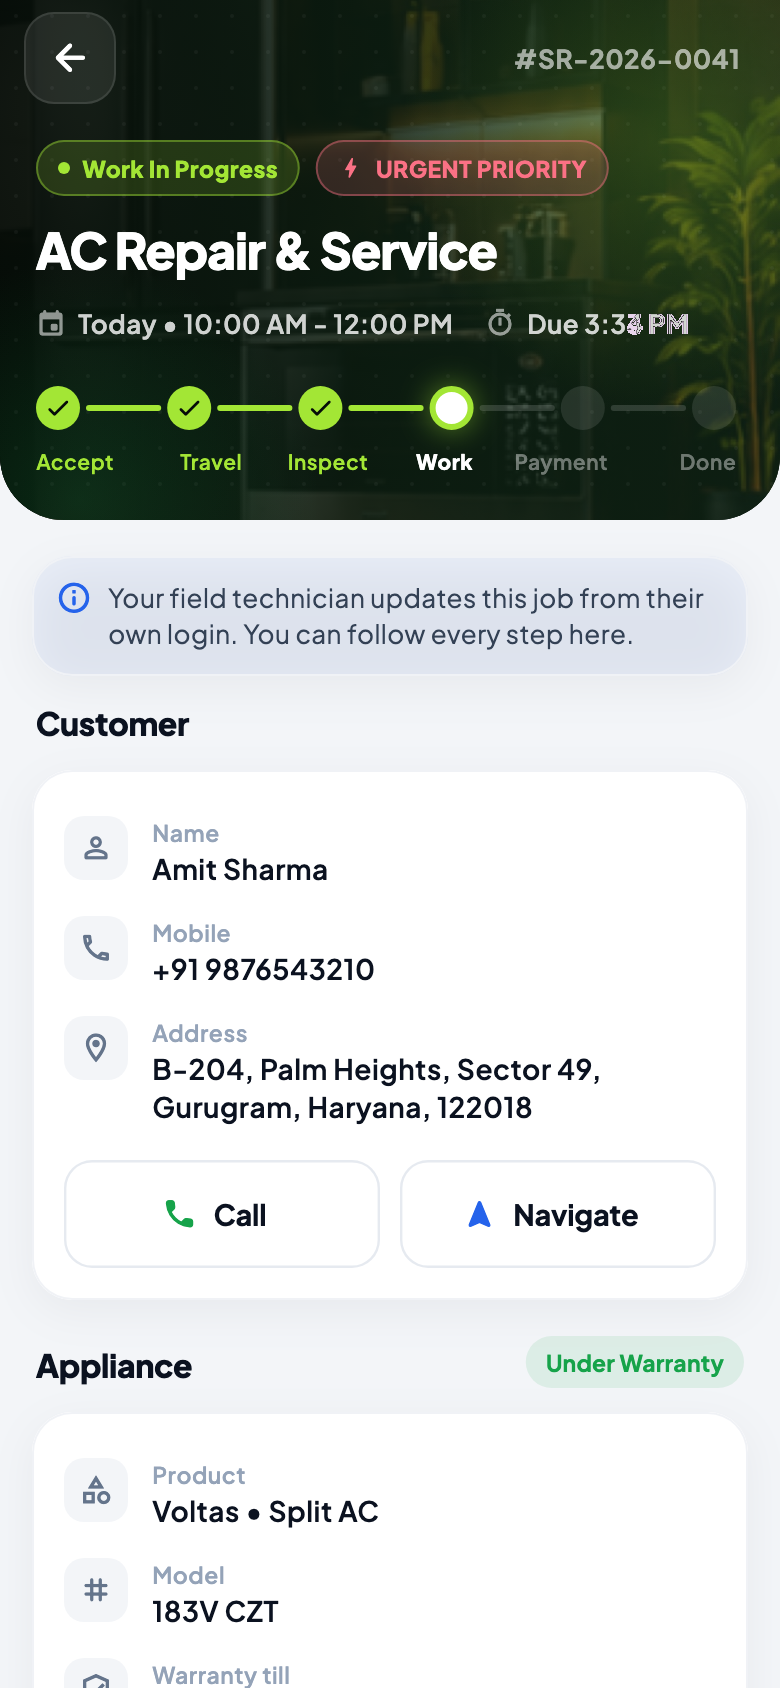 #SR-2026-0041
Work In Progress
URGENT PRIORITY
AC Repair & Service
Today • 10:00 AM - 12:00 PM
Due PM
Accept Travel Inspect Work Payment Done
Your field technician updates this job from their
own login. You can follow every step here.
Customer
Name
Amit Sharma
Mobile
+91 9876543210
Address
B-204, Palm Heights, Sector 49,
Gurugram, Haryana, 122018
Call
Navigate
Appliance
Under Warranty
Product
Voltas • Split AC
Model
183V CZT
Warranty till